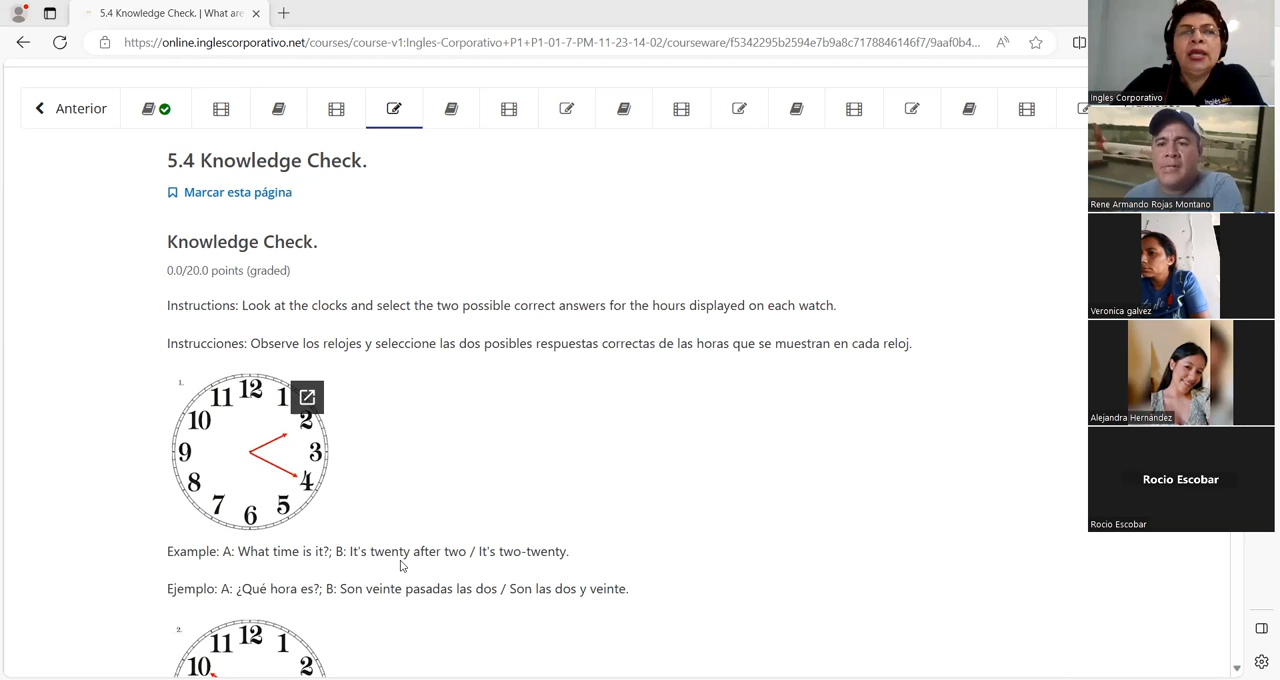 5.4 Knowledge Check. | What are
https://online.inglescorporativo.net/courses/course-v1:Ingles-Corporativo+P1+P1-01-7-PM-11-23-14-02/courseware/f5342295b2594e7b9a8c7178846146f7/9aaf0b4...
Anterior
5.4 Knowledge Check.
Marcar esta página
Knowledge Check.
0.0/20.0 points (graded)
Instructions: Look at the clocks and select the two possible correct answers for the hours displayed on each watch.
Instrucciones: Observe los relojes y seleccione las dos posibles respuestas correctas de las horas que se muestran en cada reloj.
1.
12
11 1
10 2
9 3
8 4
7 5
6
Example: A: What time is it?; B: It's twenty after two / It's two-twenty.
Ejemplo: A: ¿Qué hora es?; B: Son veinte pasadas las dos / Son las dos y veinte.
2.
12
11 1
10 2
Ingles Corporativo
Rene Armando Rojas Montano
Veronica galvez
Alejandra Hernández
Rocio Escobar
Rocio Escobar